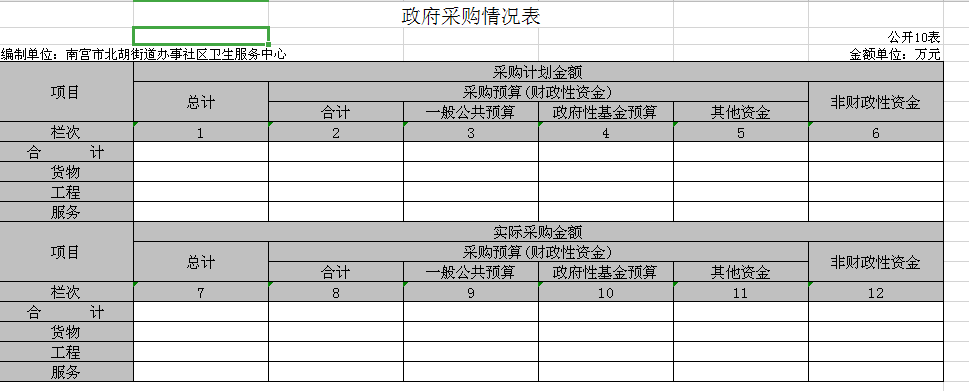 政府采购情况表
公开10表
编制单位：南宫市北胡街道办事社区卫生服务中心 金额单位：万元
项目 采购计划金额
总计 采购预算(财政性资金) 非财政性资金
合计 一般公共预算 政府性基金预算 其他资金
栏次 1 2 3 4 5 6
合 计
货物
工程
服务
项目 实际采购金额
总计 采购预算(财政性资金) 非财政性资金
合计 一般公共预算 政府性基金预算 其他资金
栏次 7 8 9 10 11 12
合 计
货物
工程
服务